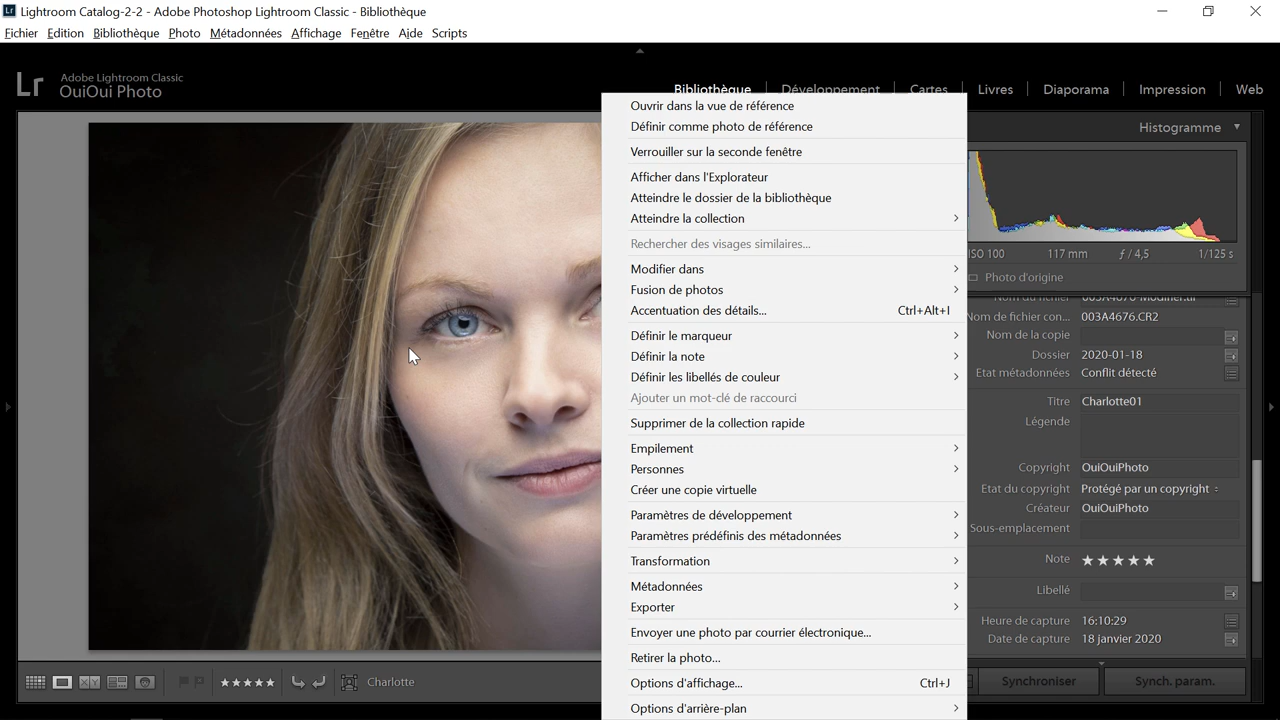 Lr Lightroom Catalog-2-2 - Adobe Photoshop Lightroom Classic - Bibliothèque
Fichier Edition Bibliothèque Photo Métadonnées Affichage Fenêtre Aide Scripts
Lr Adobe Lightroom Classic
OuiOui Photo
Bibliothèque | Développement | Cartes | Livres | Diaporama | Impression | Web
Ouvrir dans la vue de référence
Définir comme photo de référence
Verrouiller sur la seconde fenêtre
Afficher dans l'Explorateur
Atteindre le dossier de la bibliothèque
Atteindre la collection
Rechercher des visages similaires...
Modifier dans
Fusion de photos
Accentuation des détails... Ctrl+Alt+I
Définir le marqueur
Définir la note
Définir les libellés de couleur
Ajouter un mot-clé de raccourci
Supprimer de la collection rapide
Empilement
Personnes
Créer une copie virtuelle
Paramètres de développement
Paramètres prédéfinis des métadonnées
Transformation
Métadonnées
Exporter
Envoyer une photo par courrier électronique...
Retirer la photo...
Options d'affichage... Ctrl+J
Options d'arrière-plan
Histogramme
ISO 100 117 mm ƒ / 4,5 1/125 s
Photo d'origine
Nom du fichier 003A4676-Modifier.tif
Nom de fichier con... 003A4676.CR2
Nom de la copie
Dossier 2020-01-18
Etat métadonnées Conflit détecté
Titre Charlotte01
Légende
Copyright OuiOuiPhoto
Etat du copyright Protégé par un copyright
Créateur OuiOuiPhoto
Sous-emplacement
Note ★★★★★
Libellé
Heure de capture 16:10:29
Date de capture 18 janvier 2020
XY ★★★★★ Charlotte
Synchroniser Synch. param.